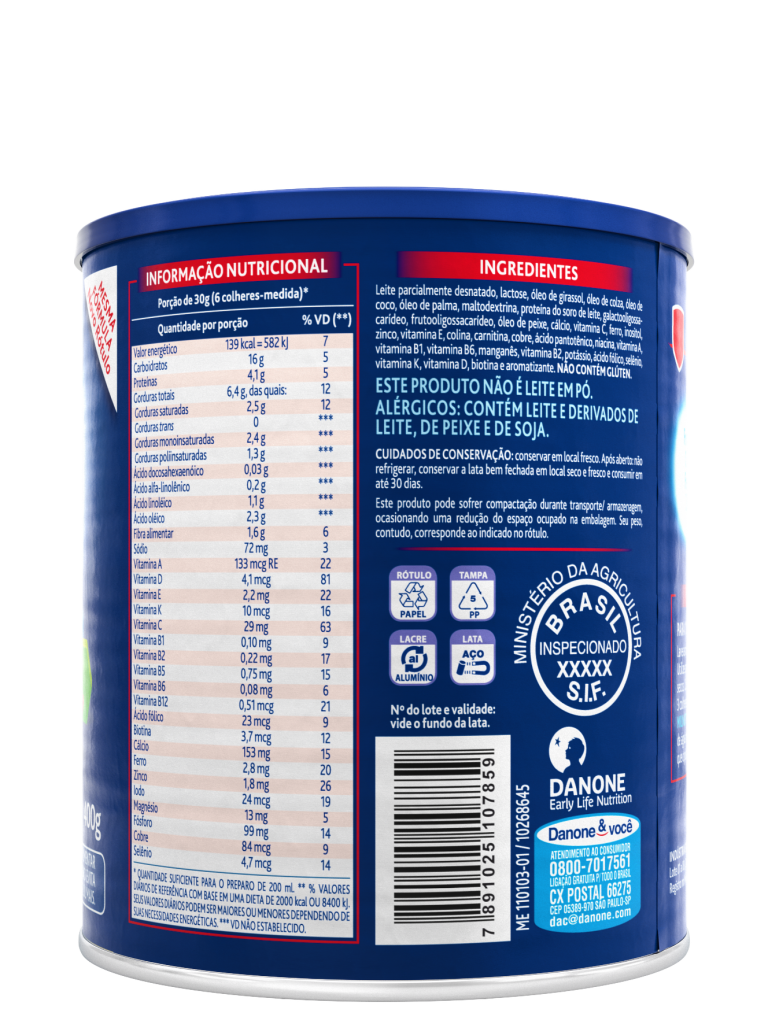 MESMA
FÓRMULA
Novo Rótulo
INFORMAÇÃO NUTRICIONAL
Porção de 30g (6 colheres-medida)*
Quantidade por porção % VD (**)
Valor energético 139 kcal = 582 kJ 7
Carboidratos 16 g 5
Proteínas 4,1 g 5
Gorduras totais 6,4 g, das quais: 12
Gorduras saturadas 2,5 g 12
Gorduras trans 0 ***
Gorduras monoinsaturadas 2,4 g ***
Gorduras poliinsaturadas 1,3 g ***
Ácido docosahexaenóico 0,03 g ***
Ácido alfa-linolênico 0,2 g ***
Ácido linoléico 1,1 g ***
Ácido oléico 2,3 g ***
Fibra alimentar 1,6 g 6
Sódio 72 mg 3
Vitamina A 133 mcg RE 22
Vitamina D 4,1 mcg 81
Vitamina E 2,2 mg 22
Vitamina K 10 mcg 16
Vitamina C 29 mg 63
Vitamina B1 0,10 mg 9
Vitamina B2 0,22 mg 17
Vitamina B5 0,75 mg 15
Vitamina B6 0,08 mg 6
Vitamina B12 0,51 mcg 21
Ácido fólico 23 mcg 9
Biotina 3,7 mcg 12
Cálcio 153 mg 15
Ferro 2,8 mg 20
Zinco 1,8 mg 26
Iodo 24 mcg 19
Magnésio 13 mg 5
Fósforo 99 mg 14
Cobre 84 mcg 9
Selênio 4,7 mcg 14
* QUANTIDADE SUFICIENTE PARA O PREPARO DE 200 mL. ** % VALORES
DIÁRIOS DE REFERÊNCIA COM BASE EM UMA DIETA DE 2000 kcal OU 8400 kJ.
SEUS VALORES DIÁRIOS PODEM SER MAIORES OU MENORES DEPENDENDO DE
SUAS NECESSIDADES ENERGÉTICAS. *** VD NÃO ESTABELECIDO.
INGREDIENTES
Leite parcialmente desnatado, lactose, óleo de girassol, óleo de colza, óleo de
coco, óleo de palma, maltodextrina, proteína do soro de leite, galactooligossa-
carídeo, frutooligossacarídeo, óleo de peixe, cálcio, vitamina C, ferro, inositol,
zinco, vitamina E, colina, carnitina, cobre, ácido pantotênico, niacina, vitamina A,
vitamina B1, vitamina B6, manganês, vitamina B2, potássio, ácido fólico, selênio,
vitamina K, vitamina D, biotina e aromatizante. NÃO CONTÉM GLÚTEN.
ESTE PRODUTO NÃO É LEITE EM PÓ.
ALÉRGICOS: CONTÉM LEITE E DERIVADOS DE
LEITE, DE PEIXE E DE SOJA.
CUIDADOS DE CONSERVAÇÃO: conservar em local fresco. Após aberto: não
refrigerar, conservar a lata bem fechada em local seco e fresco e consumir em
até 30 dias.
Este produto pode sofrer compactação durante transporte/ armazenagem,
ocasionando uma redução do espaço ocupado na embalagem. Seu peso,
contudo, corresponde ao indicado no rótulo.
RÓTULO
PAPEL
TAMPA
5
PP
LACRE
al
ALUMÍNIO
LATA
AÇO
MINISTÉRIO DA AGRICULTURA
BRASIL
INSPECIONADO
XXXXX
S.I.F.
Nº do lote e validade:
vide o fundo da lata.
7 891025 107859
ME 110103-01 / 10268645
DANONE
Early Life Nutrition
Danone & você
ATENDIMENTO AO CONSUMIDOR
0800-7017561
LIGAÇÃO GRATUITA P/ TODO O BRASIL
CX POSTAL 66275
CEP 05389-970 SÃO PAULO-SP
dac@danone.com
400g